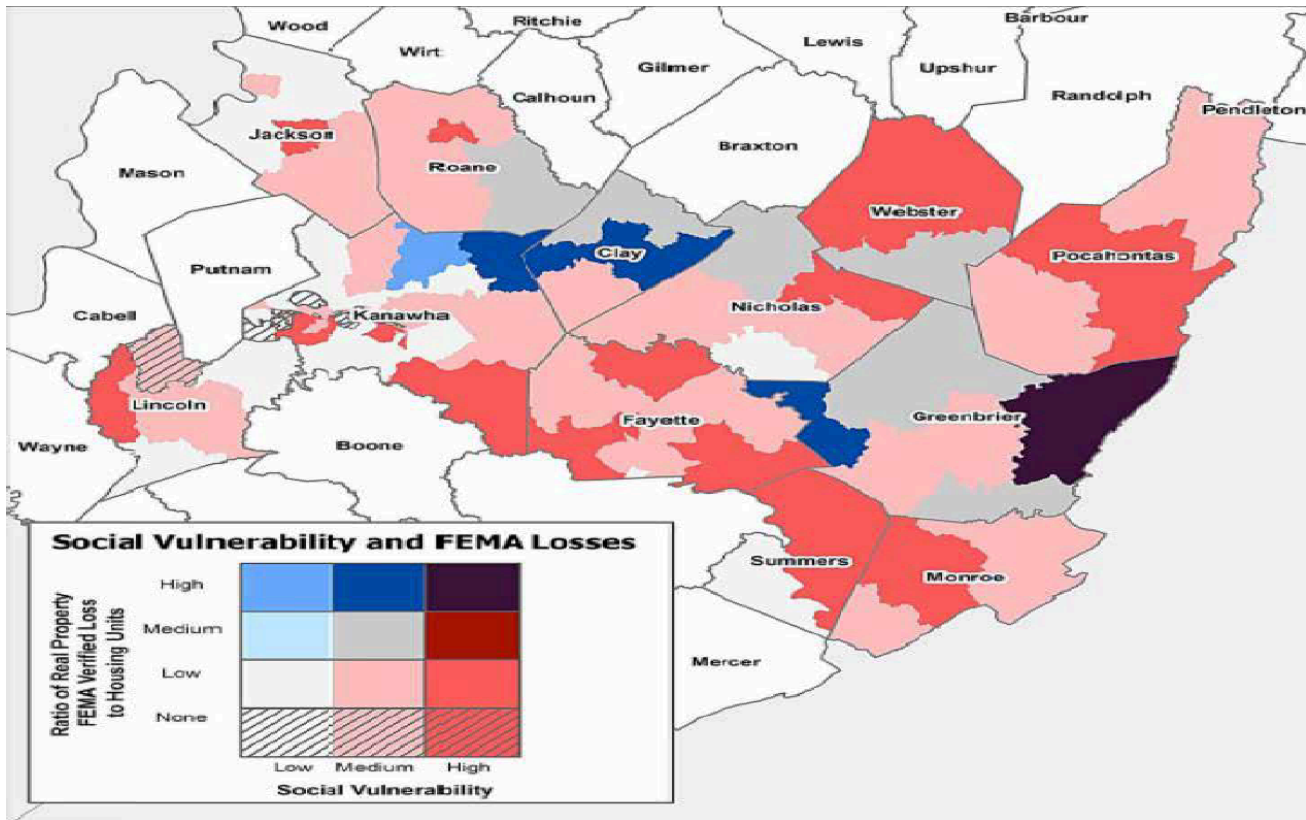 Wood
Ritchie
Barbour
Wirt
Lewis
Gilmer
Upshur
Calhoun
Randolph
Pendleton
Jackson
Braxton
Mason
Roane
Webster
Clay
Pocahontas
Putnam
Nicholas
Cabell
Kanawha
Lincoln
Greenbrier
Fayette
Wayne
Boone
Summers
Monroe
Mercer
Social Vulnerability and FEMA Losses
Ratio of Real Property
FEMA Verified Loss
to Housing Units
High
Medium
Low
None
Low Medium High
Social Vulnerability